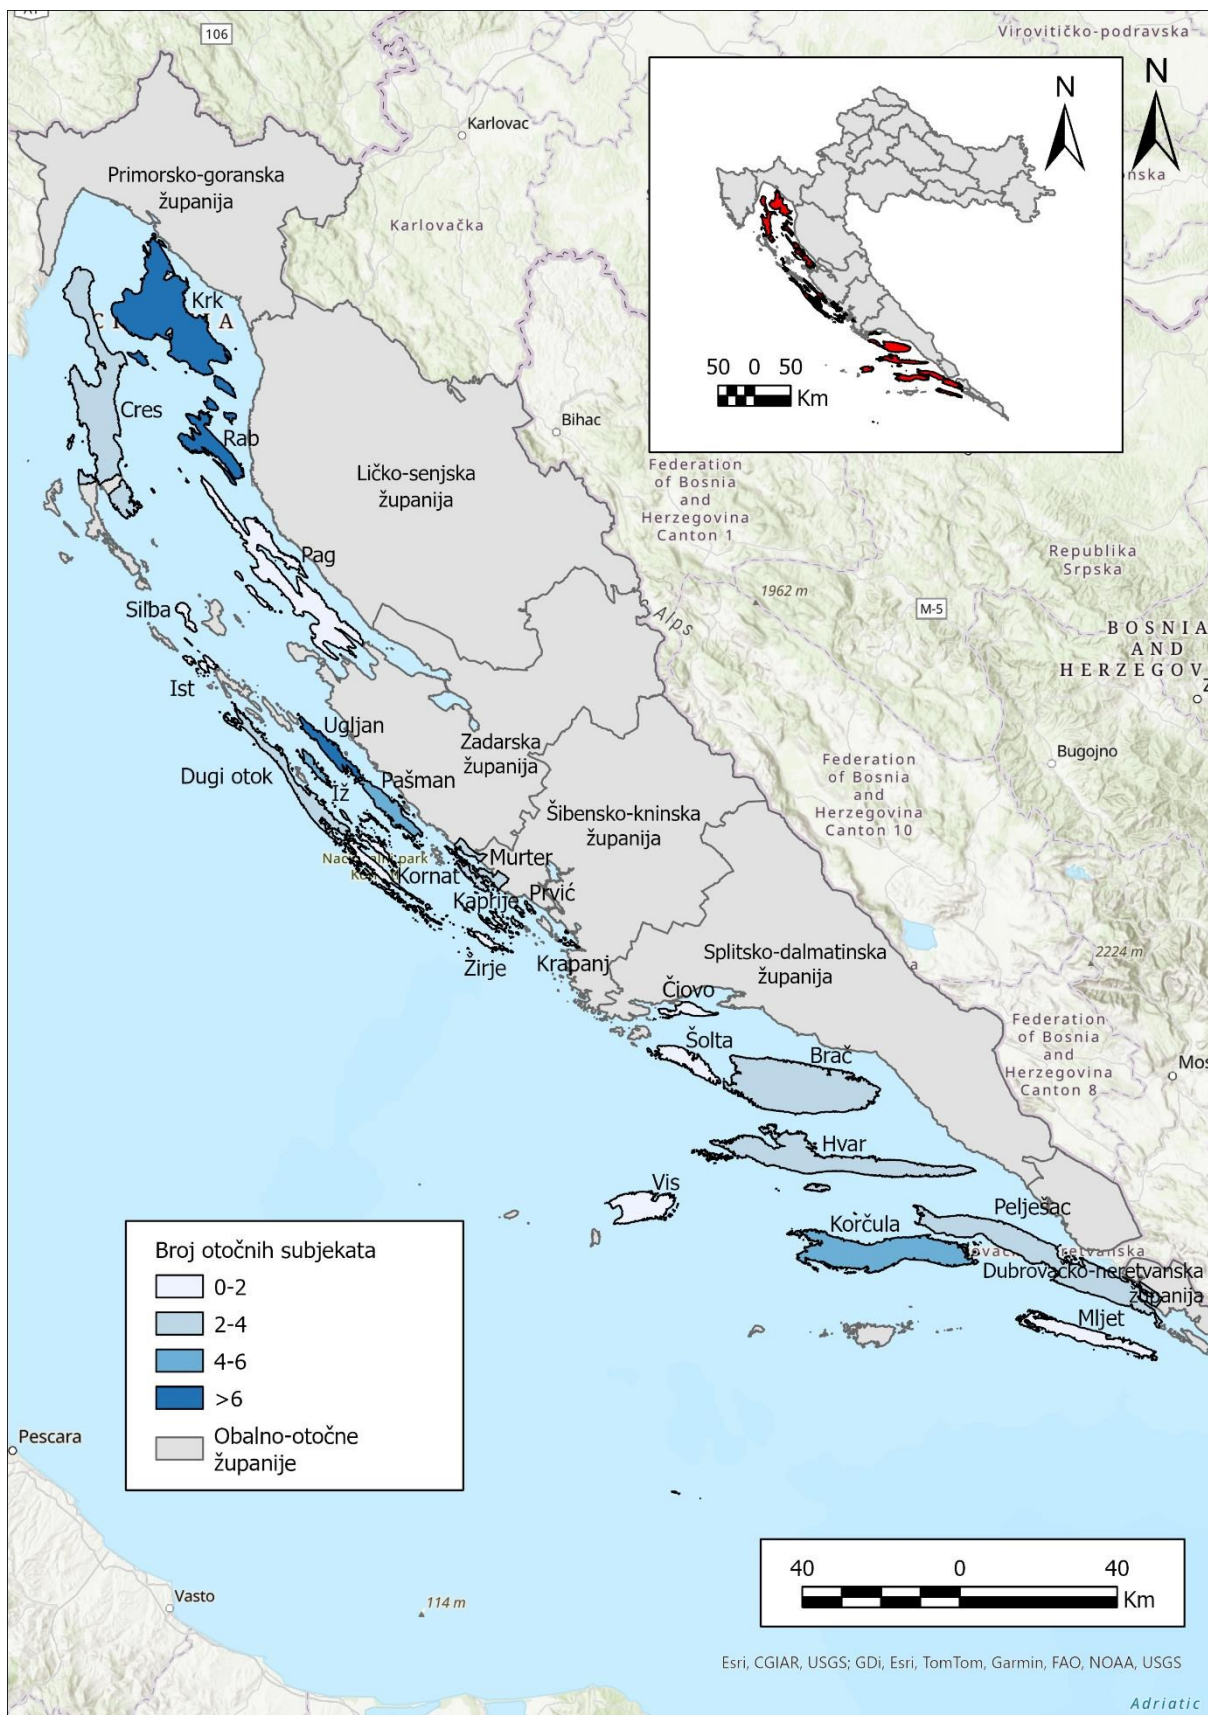 106
Virovitičko-podravska
N
N
Karlovac
Primorsko-goranska
županija
Karlovačka
50 0 50
Km
Krk
Cres
Rab
Bihac
Ličko-senjska
županija
Federation
of Bosnia
and
Herzegovina
Canton 1
Republika
Srpska
Pag
1962 m
M-5
Alps
Silba
BOSNIA
AND
HERZEGOV
Ist
Ugljan
Dugi otok
Iž
Pašman
Zadarska
županija
Federation
of Bosnia
and
Herzegovina
Canton 10
Bugojno
Šibensko-kninska
županija
Murter
Kornat
Kaprije
Prvić
Žirje
Krapanj
Splitsko-dalmatinska
županija
2224 m
Čiovo
Šolta
Brač
Federation
of Bosnia
and
Herzegovina
Canton 8
Mos
Hvar
Vis
Pelješac
Korčula
Dubrovačko-neretvanska
županija
Mljet
Broj otočnih subjekata
0-2
2-4
4-6
>6
Obalno-otočne
županije
Pescara
Vasto
114 m
40 0 40
Km
Esri, CGIAR, USGS; GDi, Esri, TomTom, Garmin, FAO, NOAA, USGS
Adriatic